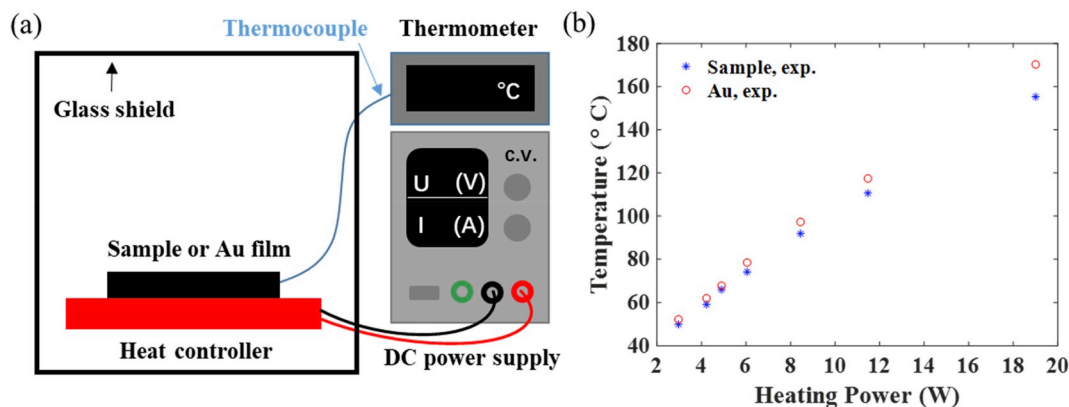 (a)
Thermocouple
Thermometer
°C
Glass shield
C.V.
U (V)
I (A)
Sample or Au film
Heat controller
DC power supply
(b)
180
160
140
120
100
80
60
40
Temperature (° C)
Sample, exp.
Au, exp.
2 4 6 8 10 12 14 16 18 20
Heating Power (W)